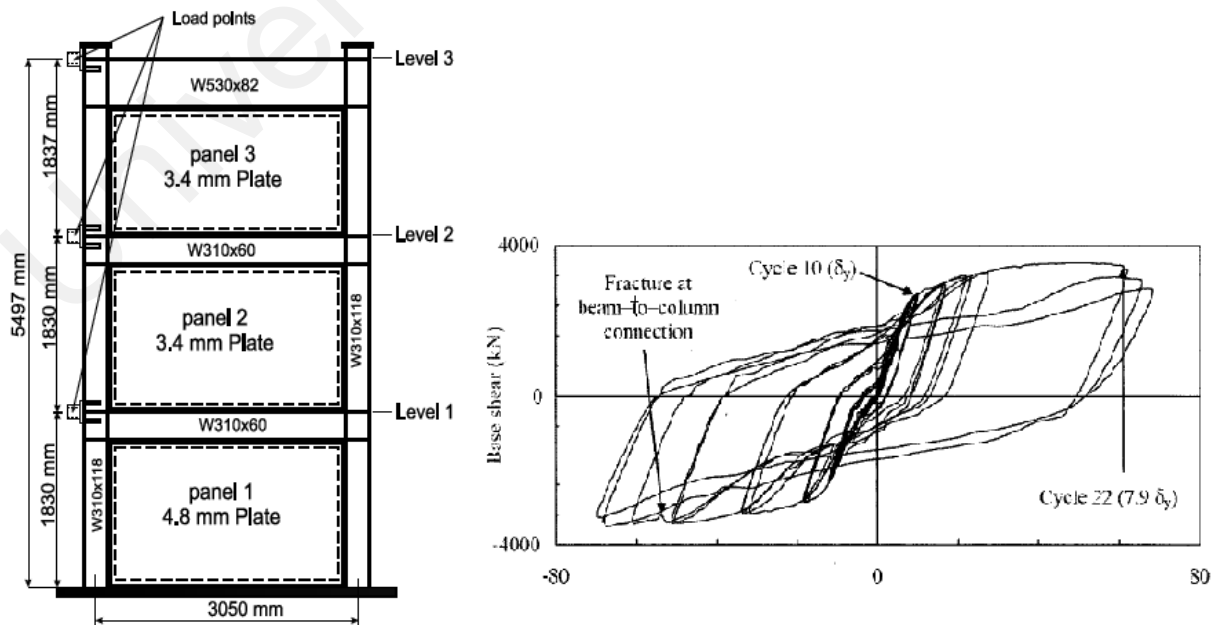 Univer
Load points
Level 3
W530x82
1837 mm
panel 3
3.4 mm Plate
Level 2
W310x60
5497 mm
1830 mm
panel 2
3.4 mm Plate
W310x118
Level 1
W310x60
1830 mm
W310x118
panel 1
4.8 mm Plate
3050 mm
4000
Cycle 10 (δy)
Fracture at
beam-to-column
connection
Base shear (kN)
0
Cycle 22 (7.9 δy)
-4000
-80
0
80